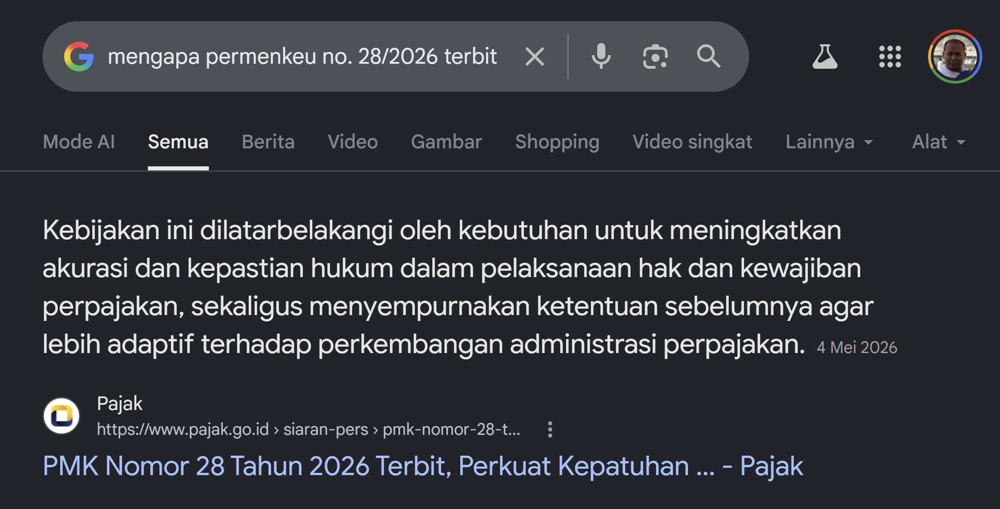 mengapa permenkeu no. 28/2026 terbit
Mode AI
Semua
Berita
Video
Gambar
Shopping
Video singkat
Lainnya
Alat
Kebijakan ini dilatarbelakangi oleh kebutuhan untuk meningkatkan
akurasi dan kepastian hukum dalam pelaksanaan hak dan kewajiban
perpajakan, sekaligus menyempurnakan ketentuan sebelumnya agar
lebih adaptif terhadap perkembangan administrasi perpajakan. 4 Mei 2026
Pajak
https://www.pajak.go.id › siaran-pers › pmk-nomor-28-t...
PMK Nomor 28 Tahun 2026 Terbit, Perkuat Kepatuhan ... - Pajak